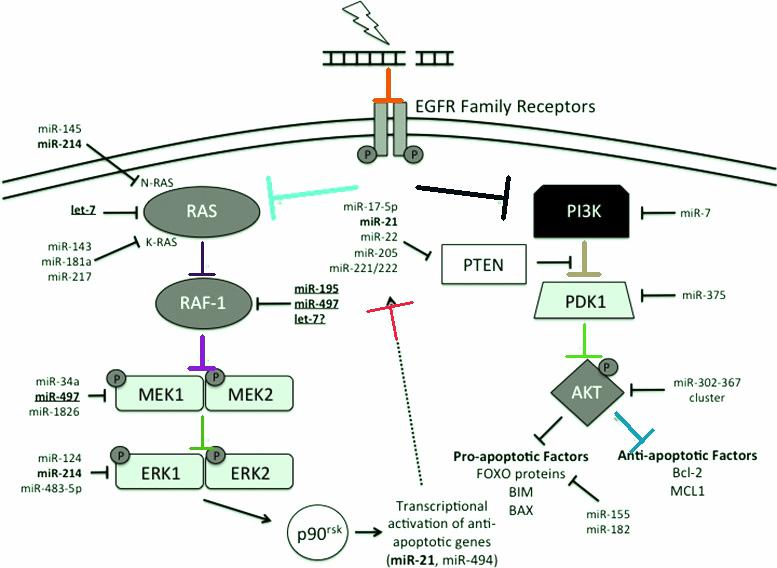 EGFR Family Receptors
P
P
miR-145
miR-214
N-RAS
let-7
RAS
K-RAS
miR-143
miR-181a
miR-217
miR-17-5p
miR-21
miR-22
miR-205
miR-221/222
PTEN
PI3K
miR-7
RAF-1
miR-195
miR-497
let-7?
PDK1
miR-375
miR-34a
miR-497
miR-1826
P
P
MEK1
MEK2
P
AKT
miR-302-367
cluster
miR-124
miR-214
miR-483-5p
P
P
ERK1
ERK2
Pro-apoptotic Factors
FOXO proteins
BIM
BAX
Anti-apoptotic Factors
Bcl-2
MCL1
miR-155
miR-182
p90rsk
Transcriptional
activation of anti-
apoptotic genes
(miR-21, miR-494)